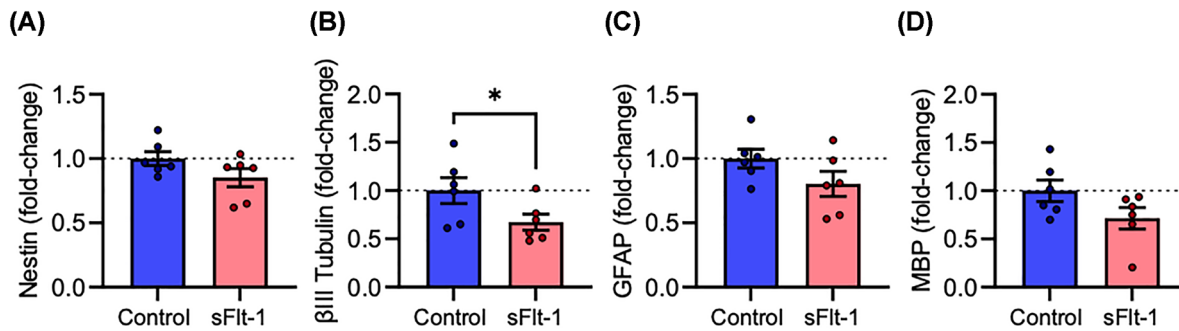 (A)
Nestin (fold-change)
1.5
1.0
0.5
0.0
Control sFlt-1
(B)
βIII Tubulin (fold-change)
2.0
1.5
1.0
0.5
0.0
*
Control sFlt-1
(C)
GFAP (fold-change)
1.5
1.0
0.5
0.0
Control sFlt-1
(D)
MBP (fold-change)
2.0
1.5
1.0
0.5
0.0
Control sFlt-1